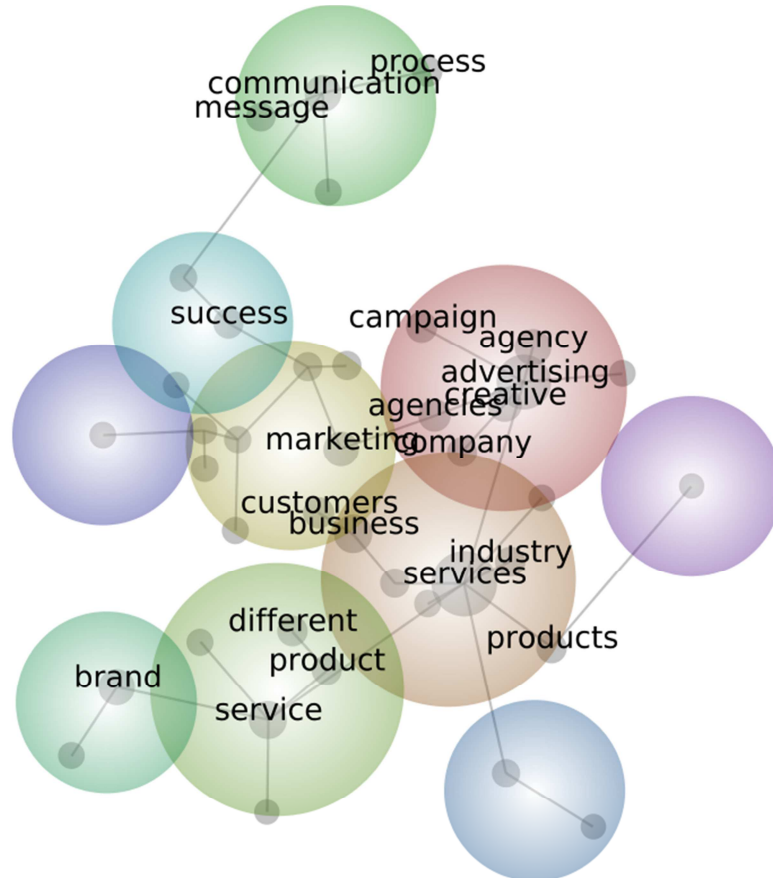 process
communication
message
success
campaign
agency
advertising
creative
agencies
marketing
company
customers
business
industry
services
different
products
product
brand
service